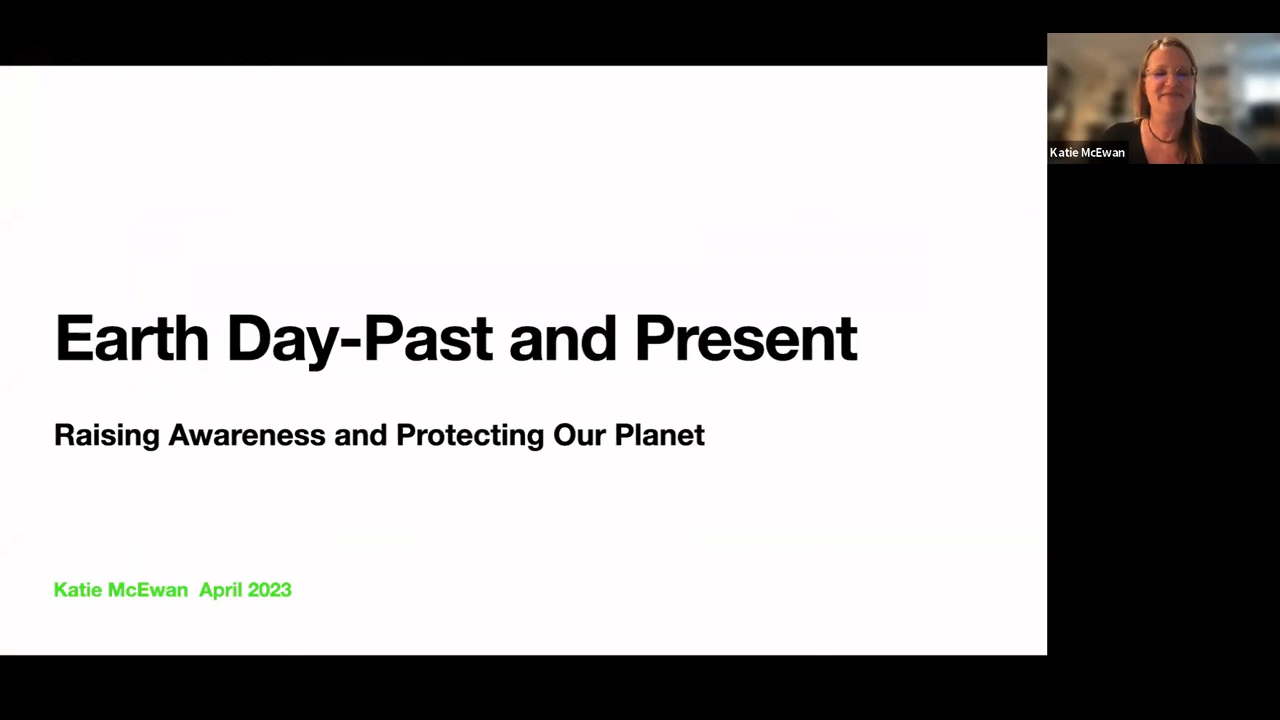 Earth Day-Past and Present
Raising Awareness and Protecting Our Planet
Katie McEwan  April 2023
Katie McEwan